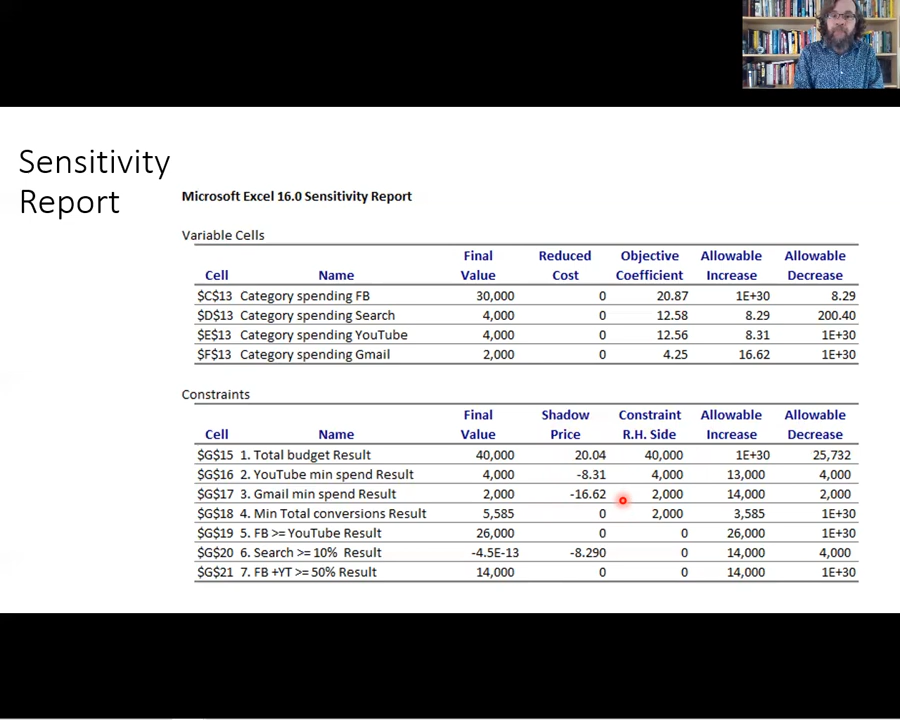 Sensitivity
Report
Microsoft Excel 16.0 Sensitivity Report
Variable Cells
Final Reduced Objective Allowable Allowable
Cell Name Value Cost Coefficient Increase Decrease
$C$13 Category spending FB 30,000 0 20.87 1E+30 8.29
$D$13 Category spending Search 4,000 0 12.58 8.29 200.40
$E$13 Category spending YouTube 4,000 0 12.56 8.31 1E+30
$F$13 Category spending Gmail 2,000 0 4.25 16.62 1E+30
Constraints
Final Shadow Constraint Allowable Allowable
Cell Name Value Price R.H. Side Increase Decrease
$G$15 1. Total budget Result 40,000 20.04 40,000 1E+30 25,732
$G$16 2. YouTube min spend Result 4,000 -8.31 4,000 13,000 4,000
$G$17 3. Gmail min spend Result 2,000 -16.62 2,000 14,000 2,000
$G$18 4. Min Total conversions Result 5,585 0 2,000 3,585 1E+30
$G$19 5. FB >= YouTube Result 26,000 0 0 26,000 1E+30
$G$20 6. Search >= 10% Result -4.5E-13 -8.290 0 14,000 4,000
$G$21 7. FB +YT >= 50% Result 14,000 0 0 14,000 1E+30